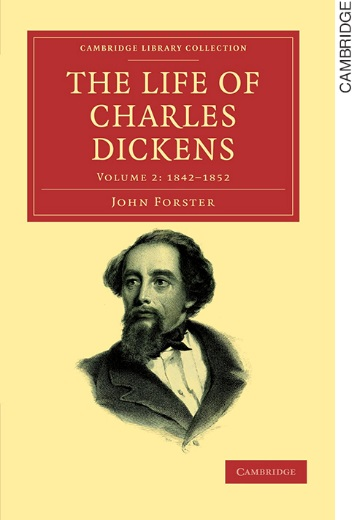 CAMBRIDGE LIBRARY COLLECTION
THE LIFE OF
CHARLES
DICKENS
VOLUME 2: 1842–1852
JOHN FORSTER
CAMBRIDGE
CAMBRIDGE